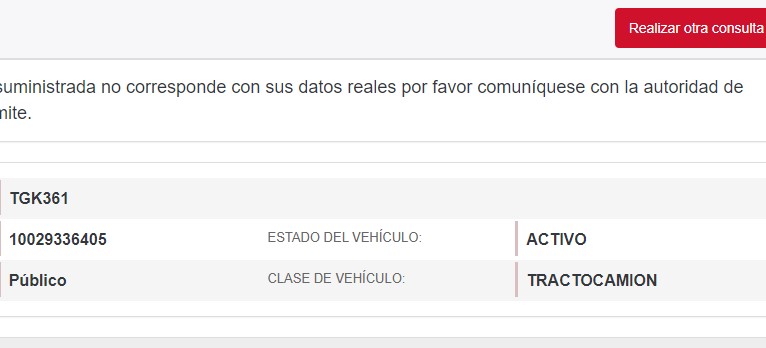 Realizar otra consulta
suministrada no corresponde con sus datos reales por favor comuníquese con la autoridad de
mite.
TGK361
10029336405 ESTADO DEL VEHÍCULO: ACTIVO
Público CLASE DE VEHÍCULO: TRACTOCAMION